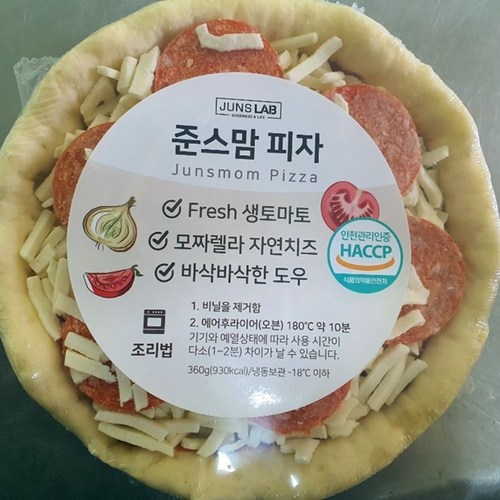 JUNS LAB
GOODNESS & LIFE
준스맘 피자
Junsmom Pizza
Fresh 생토마토
모짜렐라 자연치즈
바삭바삭한 도우
안전관리인증
HACCP
식품의약품안전처
조리법
1. 비닐을 제거함
2. 에어후라이어(오븐) 180℃ 약 10분
기기와 예열상태에 따라 사용 시간이
다소(1~2분) 차이가 날 수 있습니다.
360g(930kcal)/냉동보관 -18℃ 이하